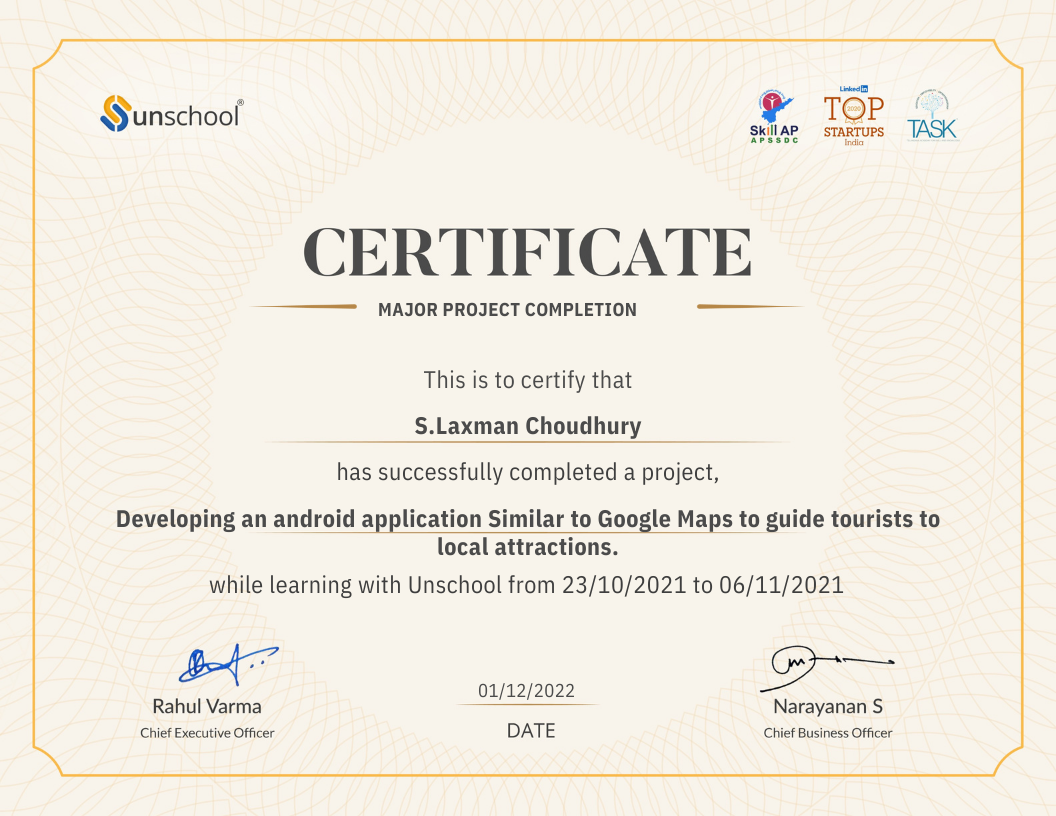 unschool®
Skill AP
APSSDC
LinkedIn
TOP
2020
STARTUPS
India
TASK
CERTIFICATE
MAJOR PROJECT COMPLETION
This is to certify that
S.Laxman Choudhury
has successfully completed a project,
Developing an android application Similar to Google Maps to guide tourists to
local attractions.
while learning with Unschool from 23/10/2021 to 06/11/2021
Rahul Varma
Chief Executive Officer
01/12/2022
DATE
Narayanan S
Chief Business Officer